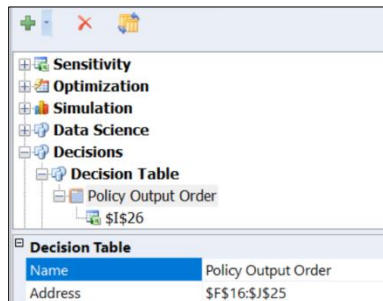 Sensitivity
Optimization
Simulation
Data Science
Decisions
Decision Table
Policy Output Order
$I$26
Decision Table
Name Policy Output Order
Address $F$16:$J$25